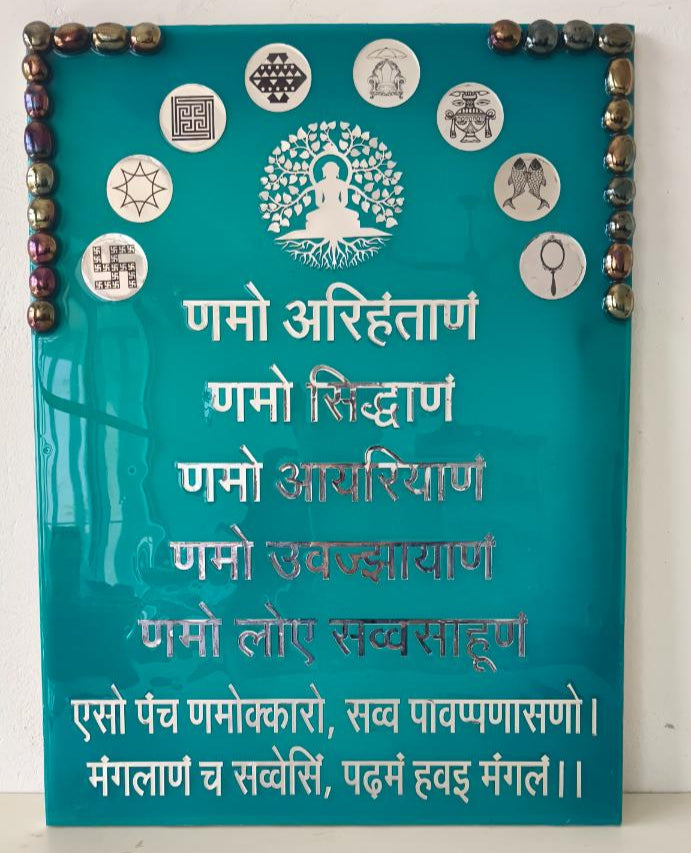 णमो अरिहंताणं
णमो सिद्धाणं
णमो आयरियाणं
णमो उवज्झायाणं
णमो लोए सव्वसाहूणं
एसो पंच णमोक्कारो, सव्व पावप्पणासणो।
मंगलाणं च सव्वेसिं, पढ़मं हवइ मंगलं।।